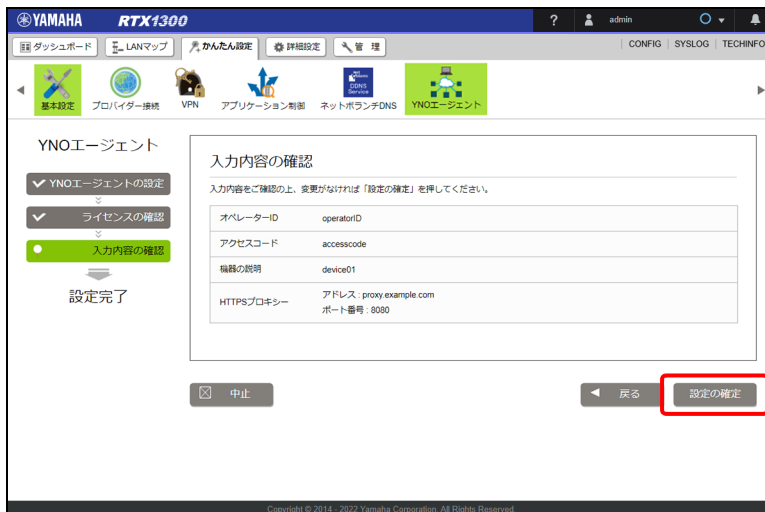 YAMAHA RTX1300 ? admin
ダッシュボード LANマップ かんたん設定 詳細設定 管 理 CONFIG SYSLOG TECHINFO
基本設定 プロバイダー接続 VPN アプリケーション制御 DDNS Service ネットボランチDNS YNOエージェント
YNOエージェント
YNOエージェントの設定
ライセンスの確認
入力内容の確認
設定完了
入力内容の確認
入力内容をご確認の上、変更がなければ「設定の確定」を押してください。
オペレーターID operatorID
アクセスコード accesscode
機器の説明 device01
HTTPSプロキシー アドレス : proxy.example.com
ポート番号 : 8080
中止 戻る 設定の確定
Copyright © 2014 - 2022 Yamaha Corporation. All Rights Reserved.